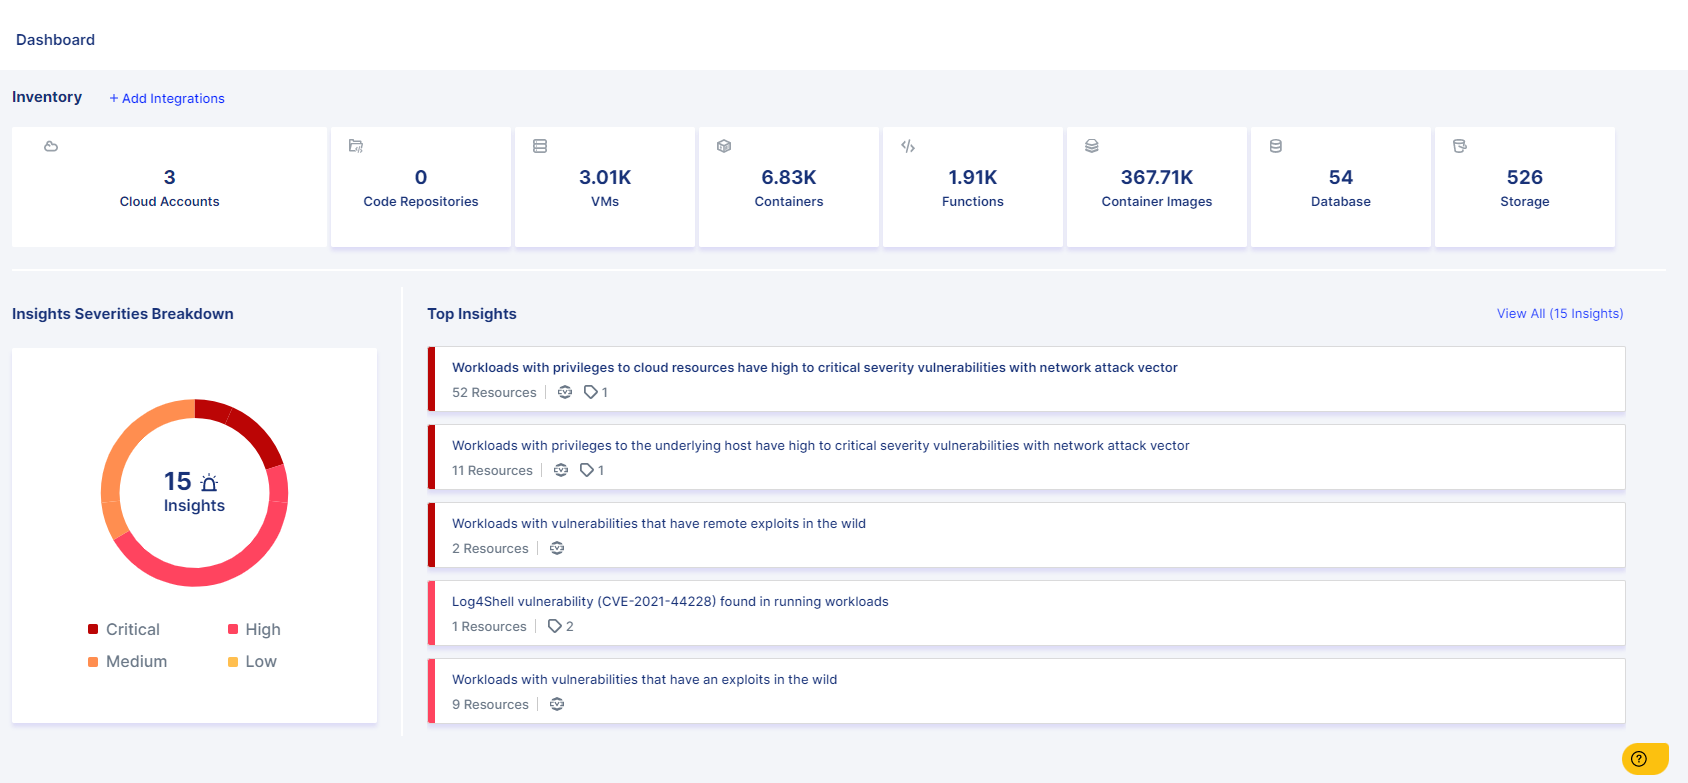 Dashboard
Inventory + Add Integrations
3
Cloud Accounts
0
Code Repositories
3.01K
VMs
6.83K
Containers
1.91K
Functions
367.71K
Container Images
54
Database
526
Storage
Insights Severities Breakdown
15
Insights
Critical
High
Medium
Low
Top Insights
View All (15 Insights)
Workloads with privileges to cloud resources have high to critical severity vulnerabilities with network attack vector
52 Resources CVE 1
Workloads with privileges to the underlying host have high to critical severity vulnerabilities with network attack vector
11 Resources CVE 1
Workloads with vulnerabilities that have remote exploits in the wild
2 Resources CVE
Log4Shell vulnerability (CVE-2021-44228) found in running workloads
1 Resources 2
Workloads with vulnerabilities that have an exploits in the wild
9 Resources CVE
?